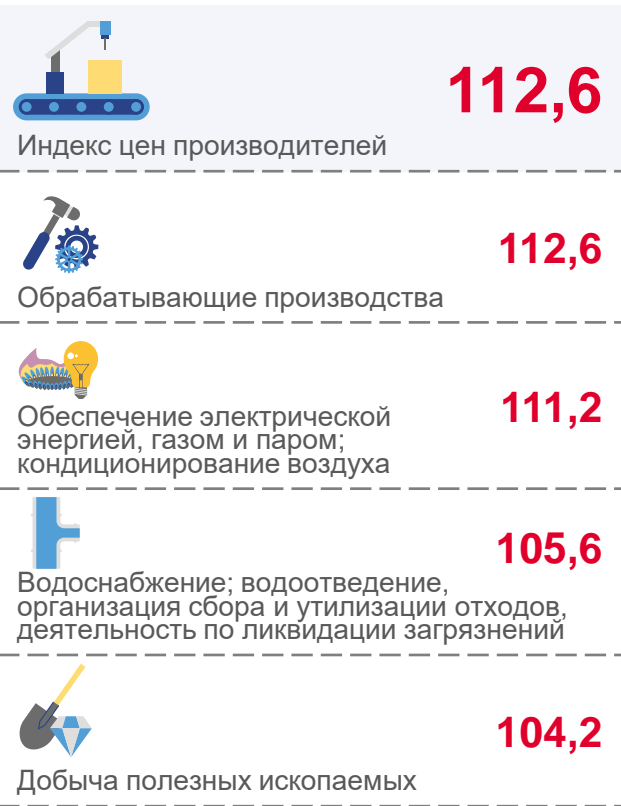 112,6
Индекс цен производителей
112,6
Обрабатывающие производства
111,2
Обеспечение электрической
энергией, газом и паром;
кондиционирование воздуха
105,6
Водоснабжение; водоотведение,
организация сбора и утилизации отходов,
деятельность по ликвидации загрязнений
104,2
Добыча полезных ископаемых